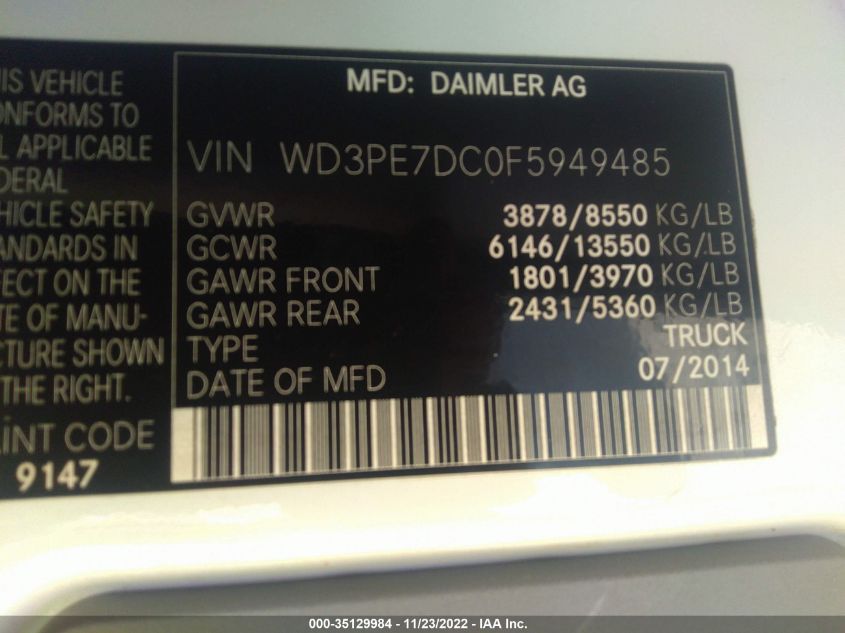 IS VEHICLE
ONFORMS TO
L APPLICABLE
DERAL
HICLE SAFETY
ANDARDS IN
ECT ON THE
TE OF MANU-
CTURE SHOWN
THE RIGHT.
INT CODE
9147
MFD: DAIMLER AG
VIN WD3PE7DC0F5949485
GVWR 3878/8550 KG/LB
GCWR 6146/13550 KG/LB
GAWR FRONT 1801/3970 KG/LB
GAWR REAR 2431/5360 KG/LB
TYPE TRUCK
DATE OF MFD 07/2014
000-35129984 - 11/23/2022 - IAA Inc.